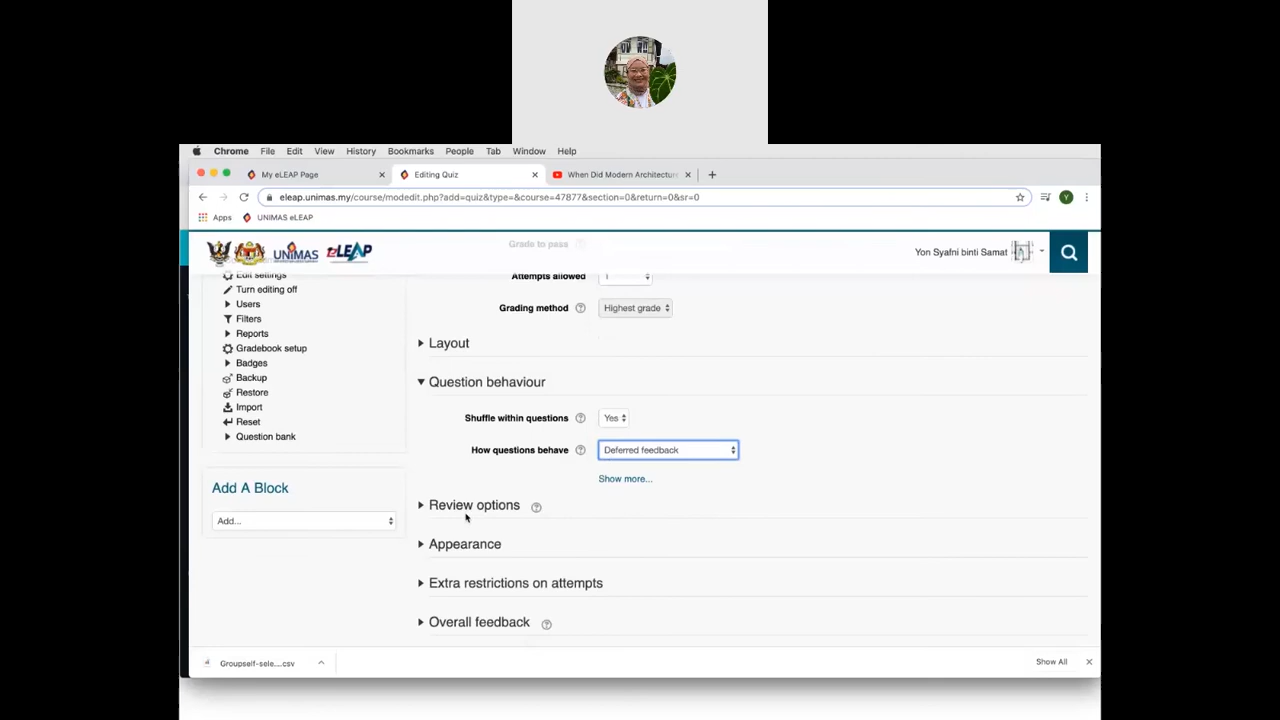 Chrome File Edit View History Bookmarks People Tab Window Help
My eLEAP Page
Editing Quiz
When Did Modern Architecture
eleap.unimas.my/course/modedit.php?add=quiz&type=&course=47877&section=0&return=0&sr=0
Y
Apps UNIMAS eLEAP
UNIMAS eLEAP
Yon Syafni binti Samat
Grade to pass
Edit settings
Turn editing off
Users
Filters
Reports
Gradebook setup
Badges
Backup
Restore
Import
Reset
Question bank
Add A Block
Add...
Attempts allowed 1
Grading method Highest grade
Layout
Question behaviour
Shuffle within questions Yes
How questions behave Deferred feedback
Show more...
Review options
Appearance
Extra restrictions on attempts
Overall feedback
Groupself-sele....csv
Show All